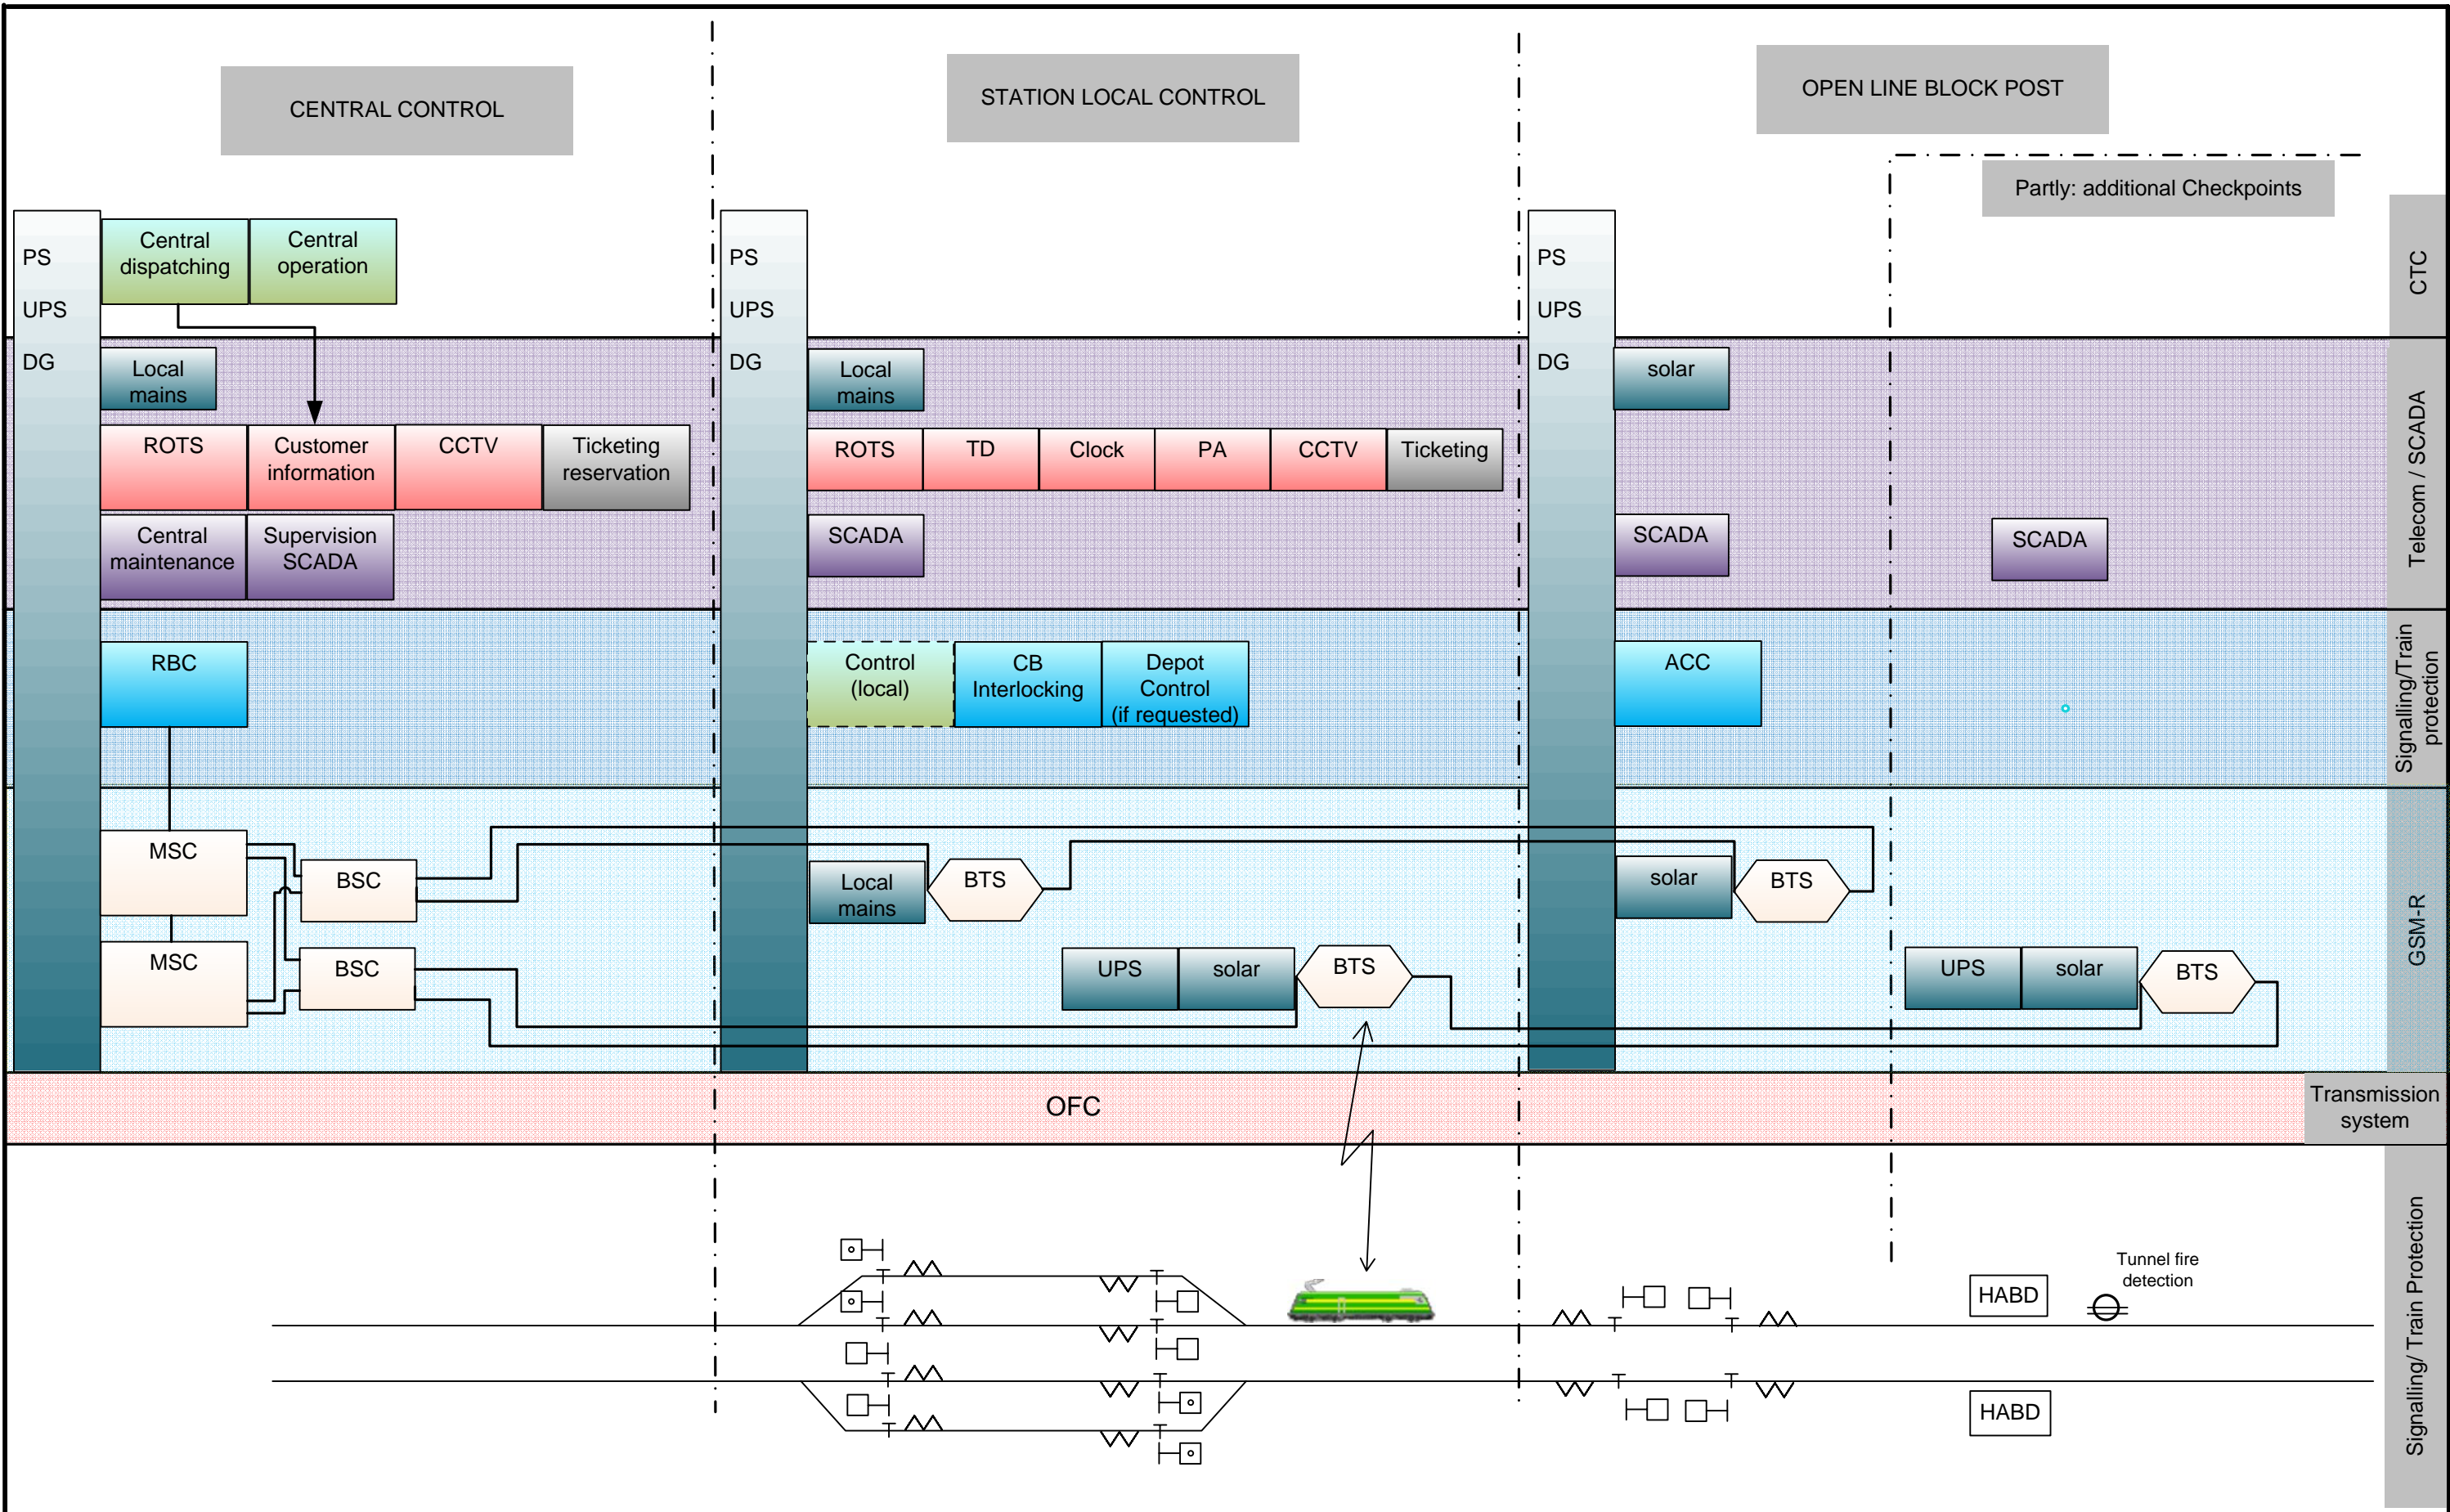 CENTRAL CONTROL
STATION LOCAL CONTROL
OPEN LINE BLOCK POST
Partly: additional Checkpoints
PS
UPS
DG
Central
dispatching
Central
operation
PS
UPS
DG
PS
UPS
DG
CTC
Local
mains
Local
mains
solar
ROTS
Customer
information
CCTV
Ticketing
reservation
ROTS
TD
Clock
PA
CCTV
Ticketing
Central
maintenance
Supervision
SCADA
SCADA
SCADA
SCADA
Telecom / SCADA
RBC
Control
(local)
CB
Interlocking
Depot
Control
(if requested)
ACC
Signalling/Train
protection
MSC
BSC
Local
mains
BTS
solar
BTS
MSC
BSC
UPS
solar
BTS
UPS
solar
BTS
GSM-R
OFC
Transmission
system
HABD
Tunnel fire
detection
HABD
Signalling/ Train Protection